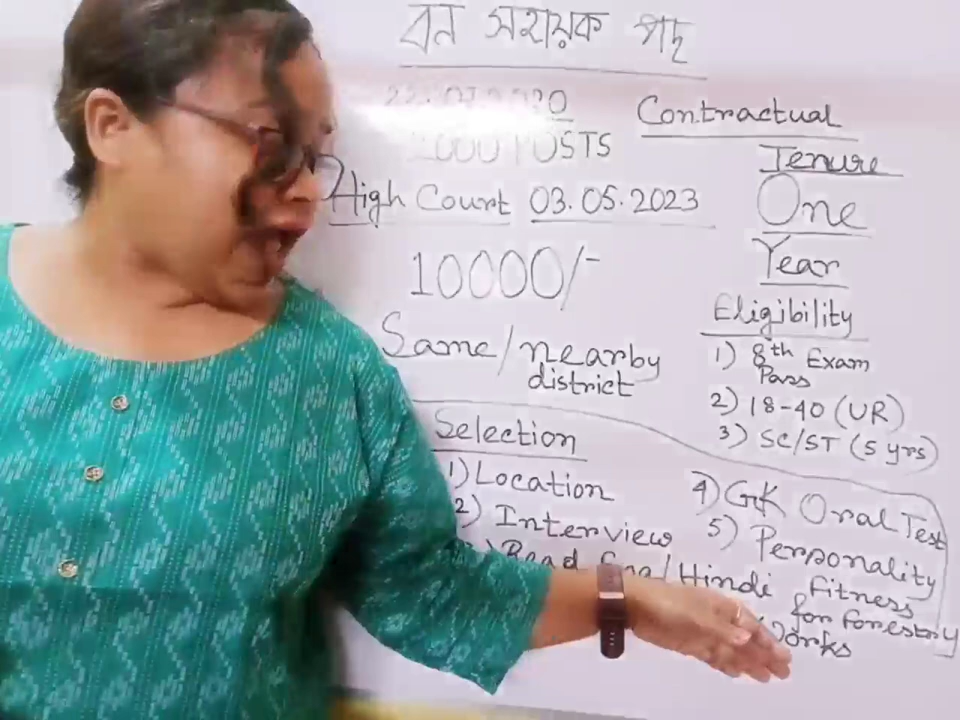 বন সহায়ক পদ
Contractual
POSTS
High Court 03.05.2023
10000/-
Same/nearby
district
Tenure
One
Year
Eligibility
1) 8th Exam
Pass
2) 18-40 (UR)
3) SC/ST (5 yrs)
Selection
1) Location
2) Interview
Read /Hindi
4) GK Oral Test
5) Personality
fitness
for forestry
Works